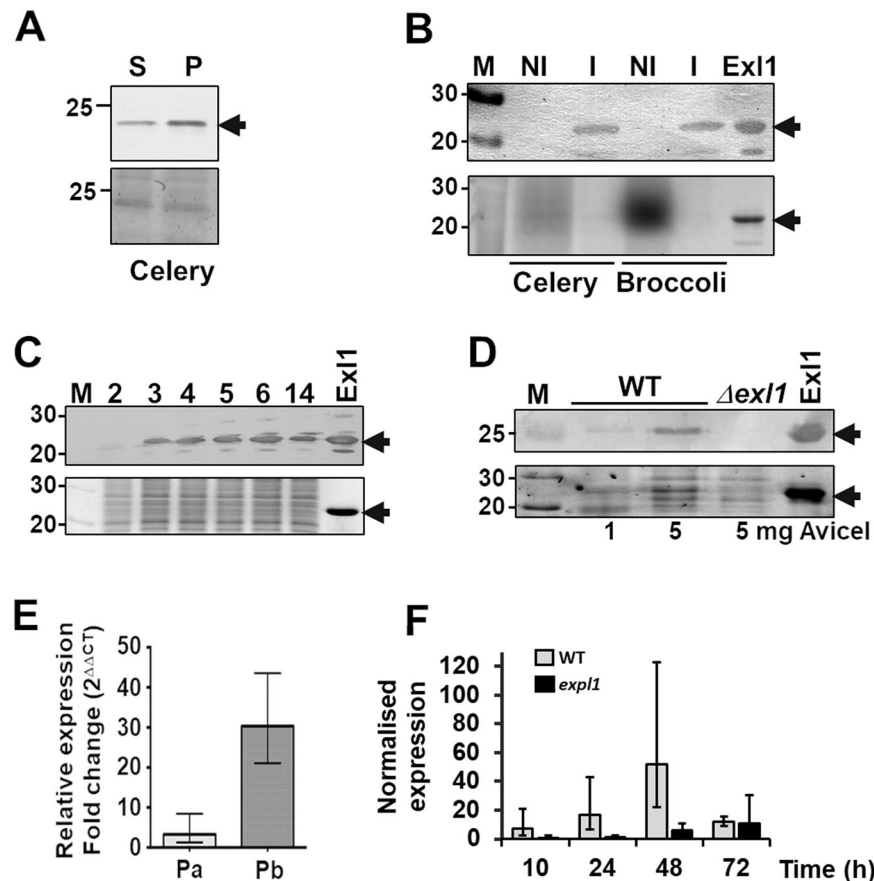 A
S P
25
25
Celery
B
M NI I NI I Exl1
30
20
30
20
Celery Broccoli
C
M 2 3 4 5 6 14 Exl1
30
20
30
20
D
M WT Δexl1 Exl1
25
30
20
1 5 5 mg Avicel
E
Relative expression
Fold change (2^ΔΔCT)
50
40
30
20
10
0
Pa Pb
F
Normalised
expression
WT
expl1
120
100
80
60
40
20
0
10 24 48 72 Time (h)